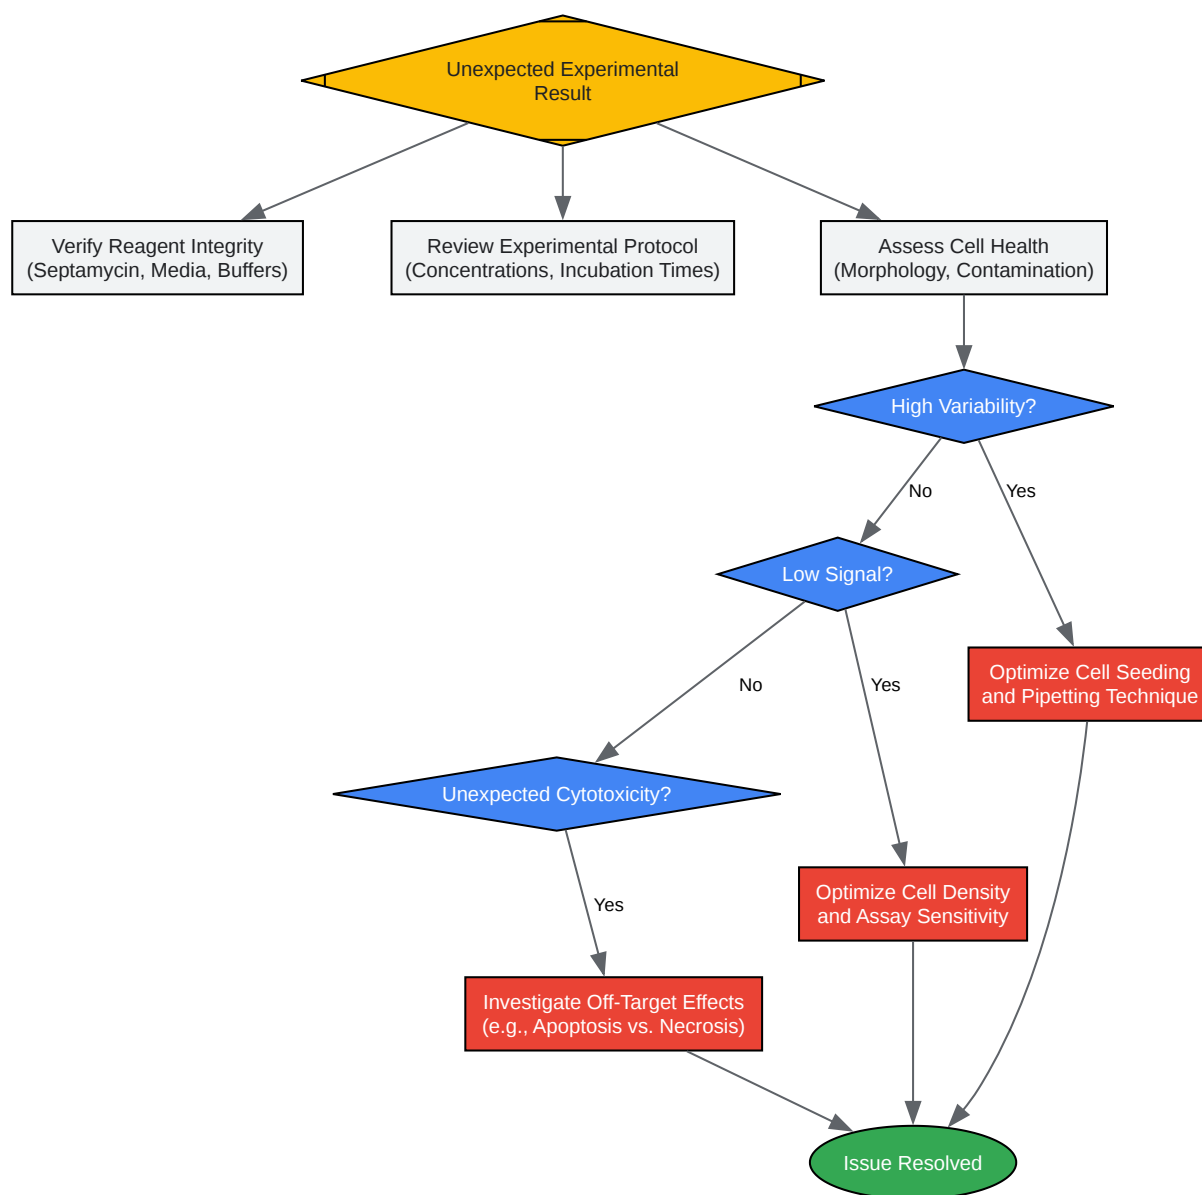 Unexpected Experimental
Result
Verify Reagent Integrity
(Septamycin, Media, Buffers)
Review Experimental Protocol
(Concentrations, Incubation Times)
Assess Cell Health
(Morphology, Contamination)
High Variability?
No
Yes
Low Signal?
Optimize Cell Seeding
and Pipetting Technique
No
Yes
Unexpected Cytotoxicity?
Optimize Cell Density
and Assay Sensitivity
Yes
Investigate Off-Target Effects
(e.g., Apoptosis vs. Necrosis)
Issue Resolved